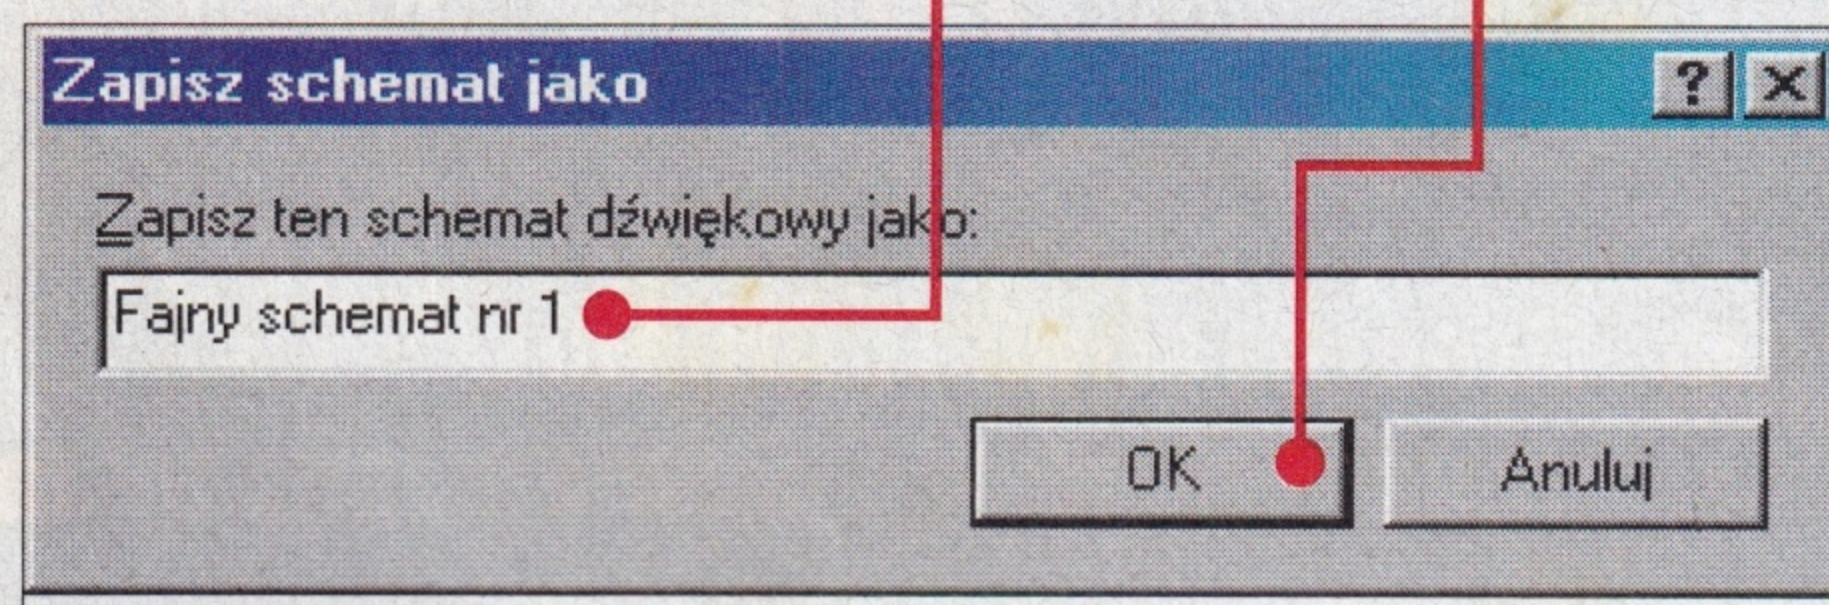 Zapisz schemat jako
Zapisz ten schemat dźwiękowy jako:
Fajny schemat nr 1
OK Anuluj